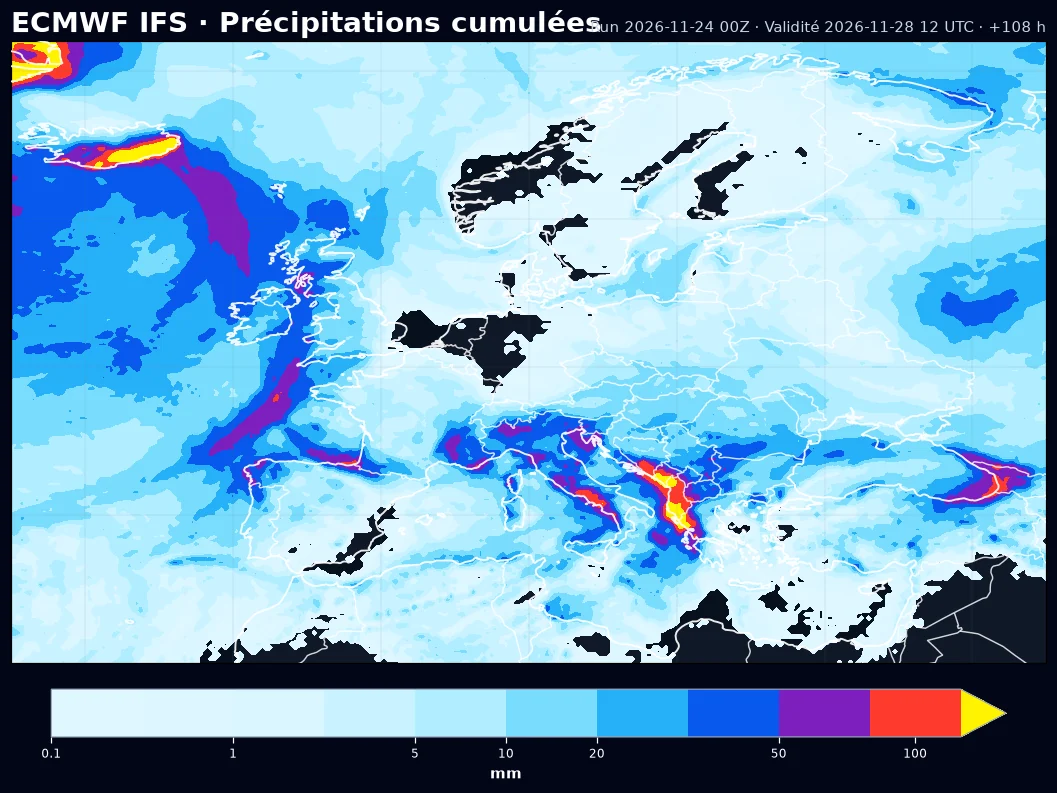 ECMWF IFS · Précipitations cumulées
Run 2026-11-24 00Z · Validité 2026-11-28 12 UTC · +108 h
0.1 1 5 10 20 50 100
mm